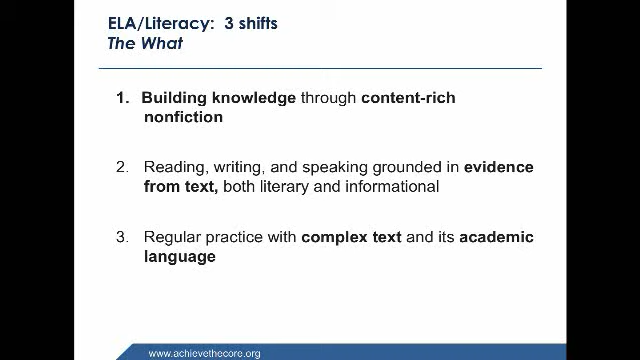 ELA/Literacy: 3 shifts
The What
1. Building knowledge through content-rich
nonfiction
2. Reading, writing, and speaking grounded in evidence
from text, both literary and informational
3. Regular practice with complex text and its academic
language
www.achievethecore.org